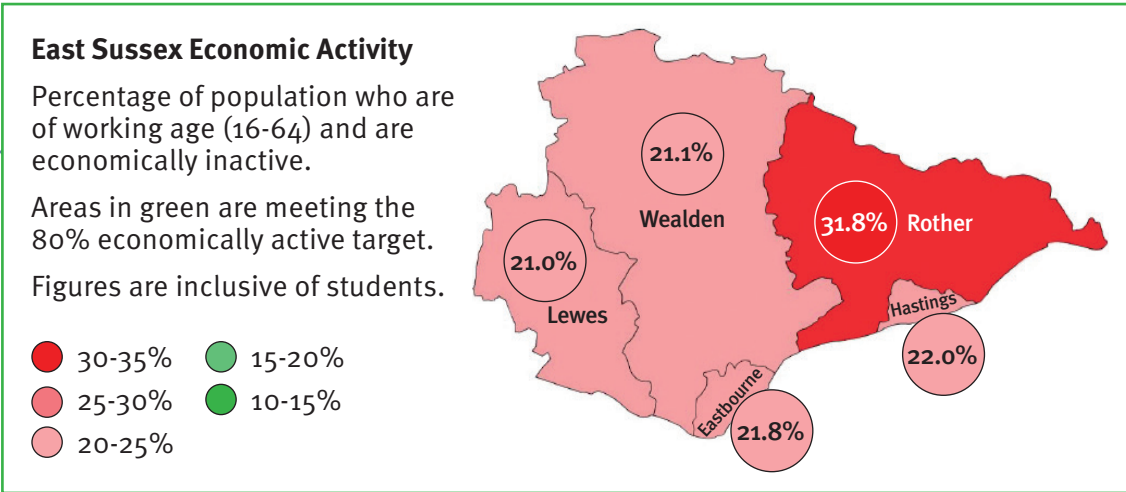 East Sussex Economic Activity
Percentage of population who are
of working age (16-64) and are
economically inactive.
Areas in green are meeting the
80% economically active target.
Figures are inclusive of students.
30-35%
15-20%
25-30%
10-15%
20-25%
21.1%
Wealden
31.8% Rother
21.0%
Lewes
Hastings
22.0%
Eastbourne
21.8%